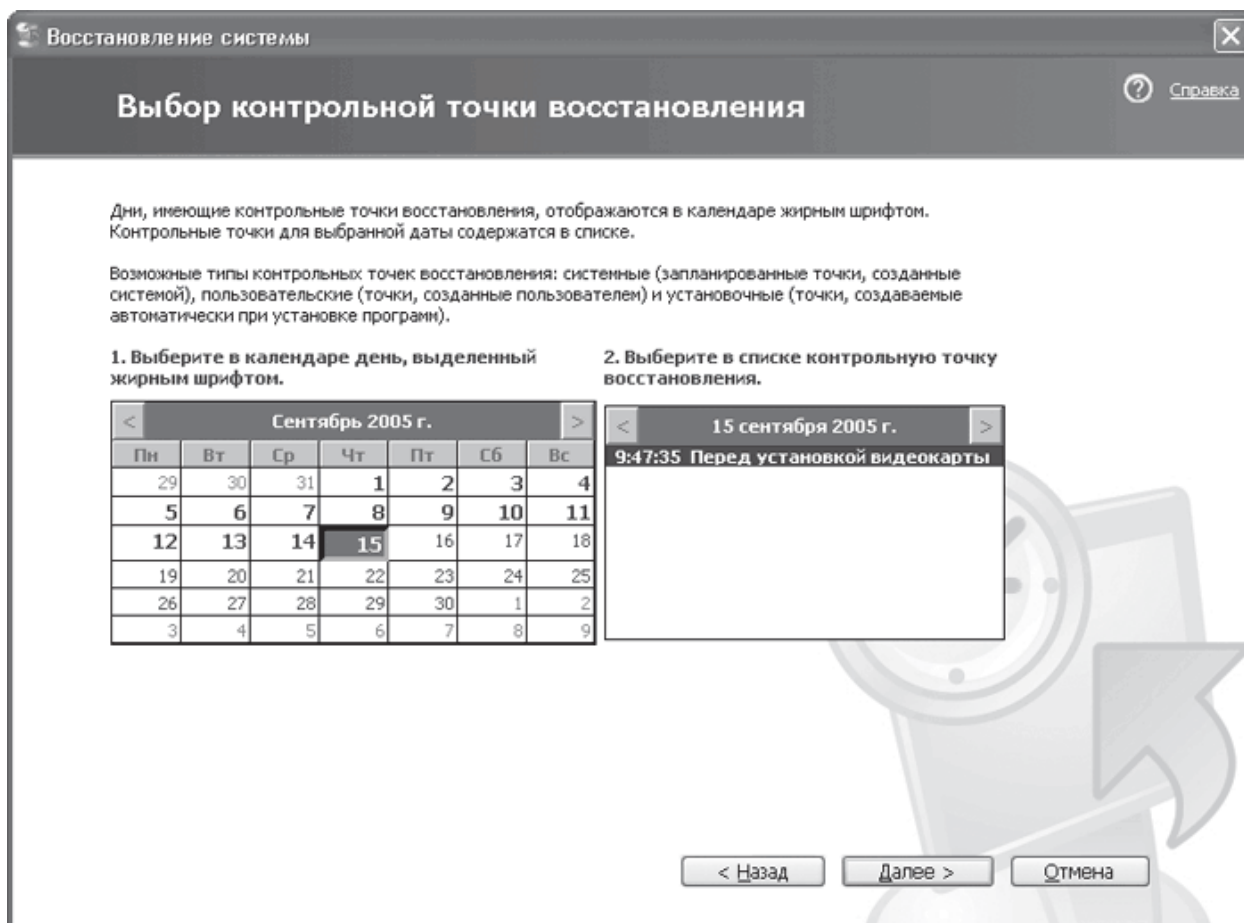 Восстановление системы
Выбор контрольной точки восстановления
Справка
Дни, имеющие контрольные точки восстановления, отображаются в календаре жирным шрифтом.
Контрольные точки для выбранной даты содержатся в списке.
Возможные типы контрольных точек восстановления: системные (запланированные точки, созданные
системой), пользовательские (точки, созданные пользователем) и установочные (точки, создаваемые
автоматически при установке программ).
1. Выберите в календаре день, выделенный
жирным шрифтом.
< Сентябрь 2005 г. >
Пн Вт Ср Чт Пт Сб Вс
29 30 31 1 2 3 4
5 6 7 8 9 10 11
12 13 14 15 16 17 18
19 20 21 22 23 24 25
26 27 28 29 30 1 2
3 4 5 6 7 8 9
2. Выберите в списке контрольную точку
восстановления.
< 15 сентября 2005 г. >
9:47:35 Перед установкой видеокарты
< Назад Далее > Отмена